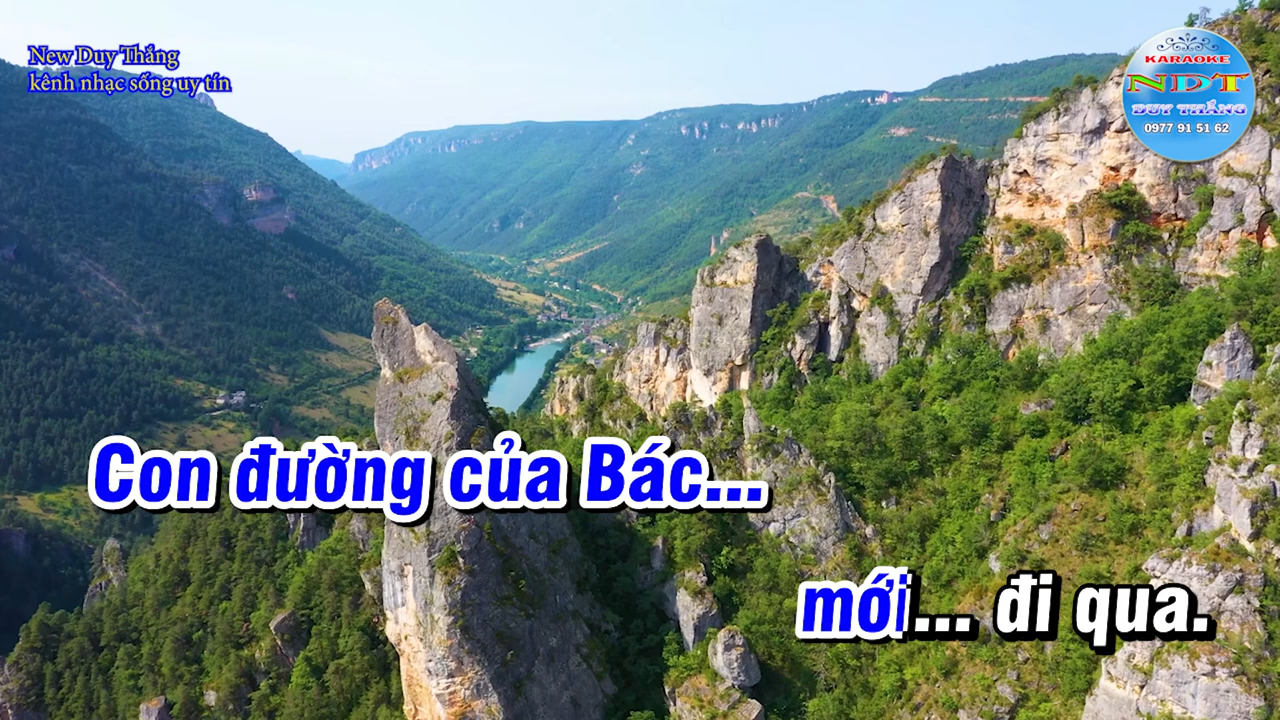 New Duy Thắng
kênh nhạc sống uy tín
KARAOKE
NDT
DUY THẮNG
0977 91 51 62
Con đường của Bác...
mới... đi qua.